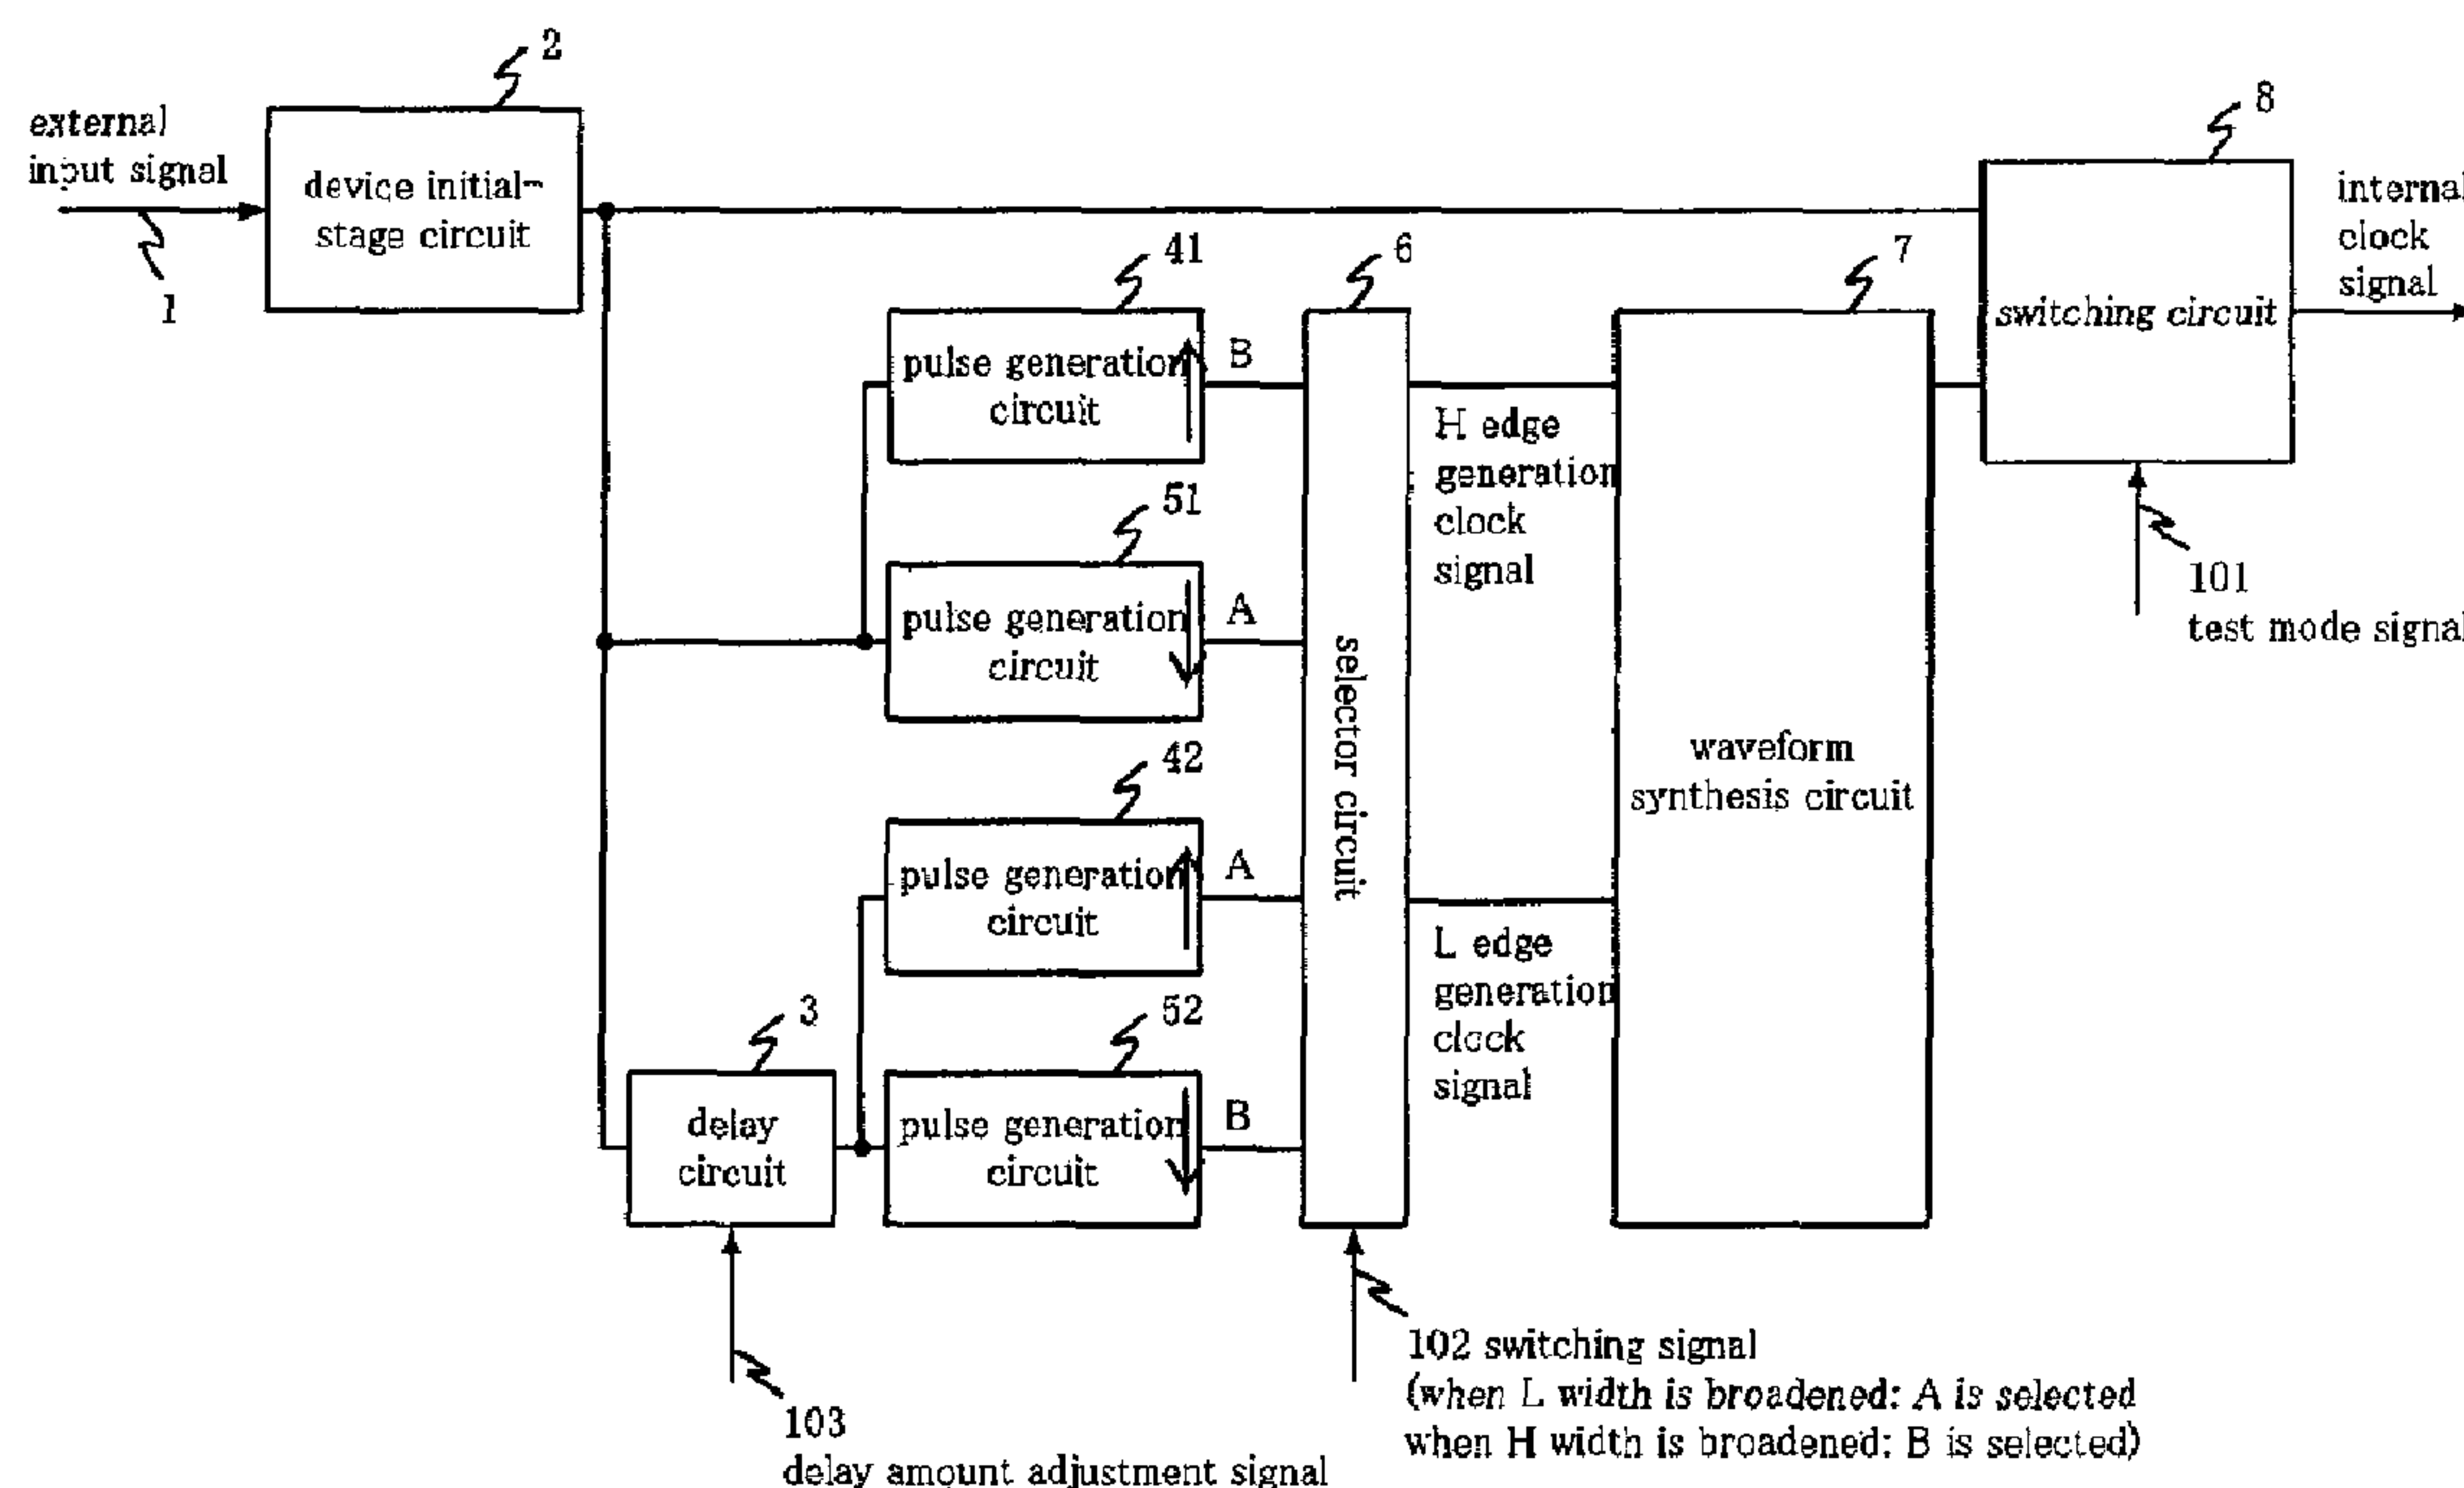 2
external
input signal
1
device initial-
stage circuit
8
internal
clock
signal
switching circuit
101
test mode signal
41
pulse generation
circuit
B
51
pulse generation
circuit
A
42
pulse generation
circuit
A
52
pulse generation
circuit
B
3
delay
circuit
6
selector circuit
H edge
generation
clock
signal
L edge
generation
clock
signal
7
waveform
synthesis circuit
102 switching signal
(when L width is broadened: A is selected
when H width is broadened: B is selected)
103
delay amount adjustment signal